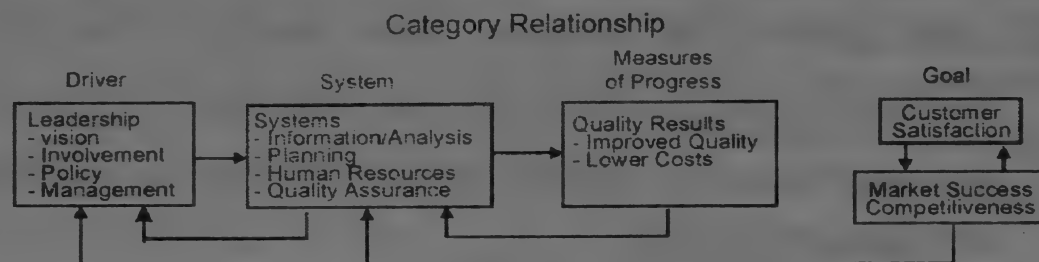 Category Relationship
Driver
System
Measures
of Progress
Goal
Leadership
- vision
- Involvement
- Policy
- Management
Systems
- Information/Analysis
- Planning
- Human Resources
- Quality Assurance
Quality Results
- Improved Quality
- Lower Costs
Customer
Satisfaction
Market Success
Competitiveness